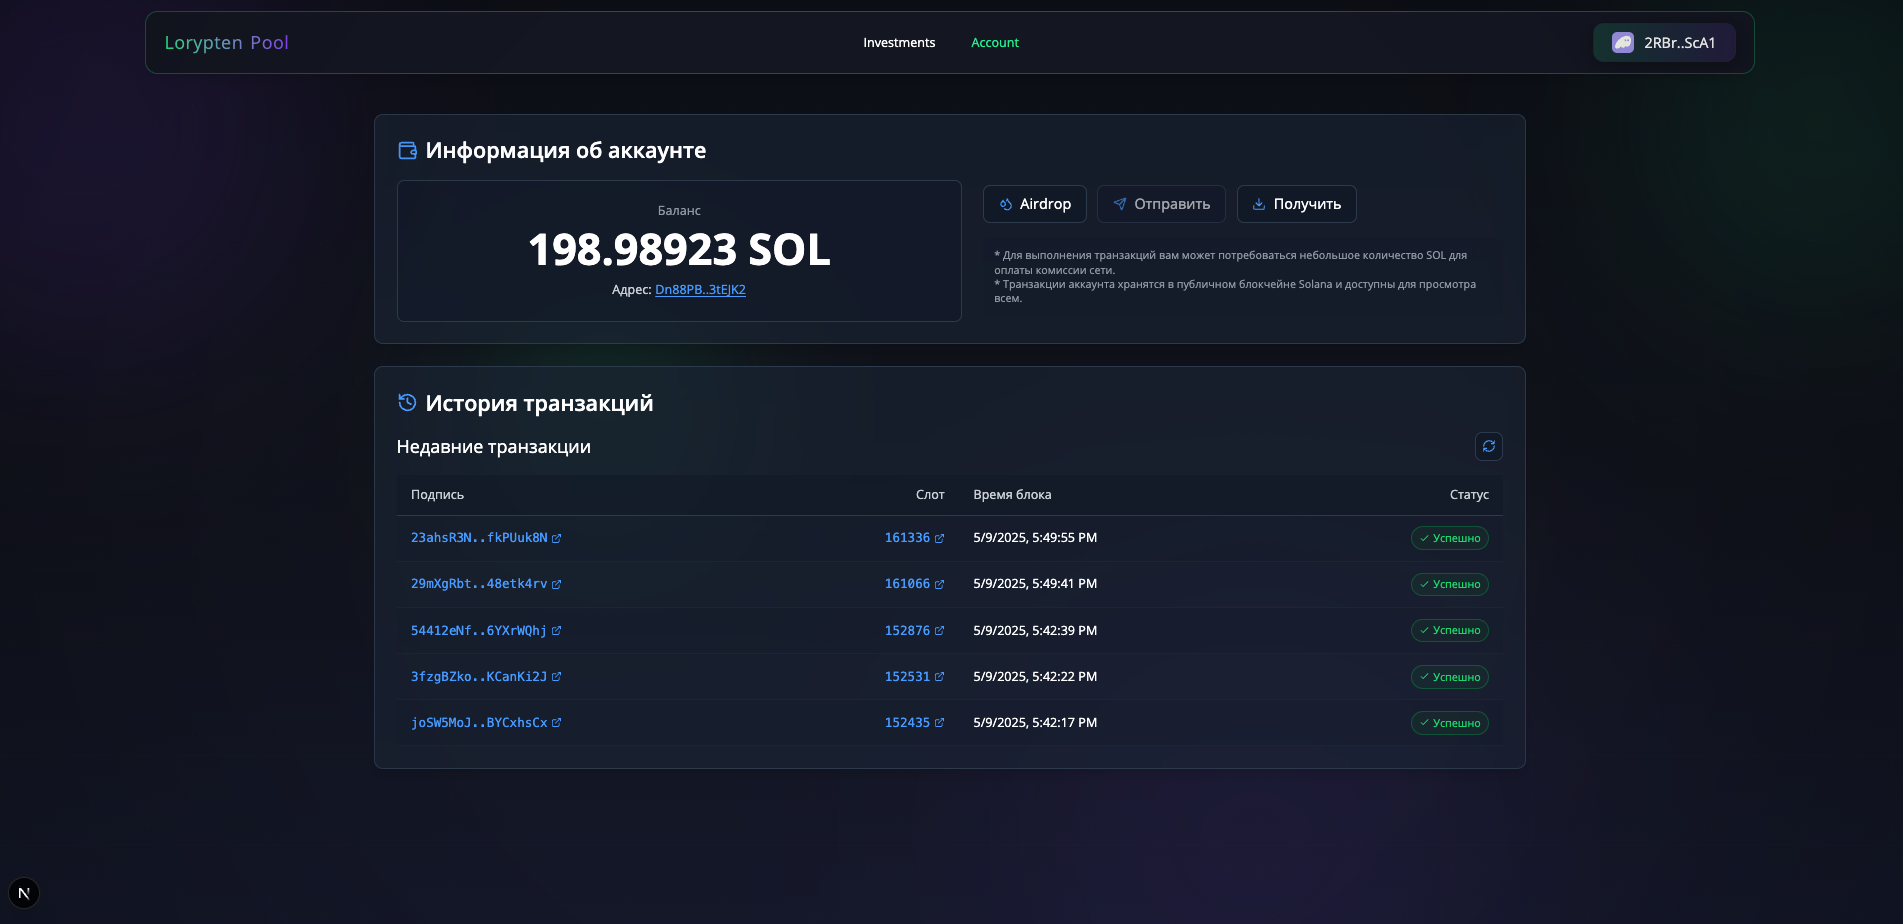 Lorypten Pool
Investments
Account
2RBr..ScA1
Информация об аккаунте
Баланс
198.98923 SOL
Адрес: Dn88PB..3tEJK2
Airdrop
Отправить
Получить
* Для выполнения транзакций вам может потребоваться небольшое количество SOL для
оплаты комиссии сети.
* Транзакции аккаунта хранятся в публичном блокчейне Solana и доступны для просмотра
всем.
История транзакций
Недавние транзакции
Подпись Слот Время блока Статус
23ahsR3N..fkPUuk8N 161336 5/9/2025, 5:49:55 PM Успешно
29mXgRbt..48etk4rv 161066 5/9/2025, 5:49:41 PM Успешно
54412eNf..6YXrWQhj 152876 5/9/2025, 5:42:39 PM Успешно
3fzgBZko..KCanKi2J 152531 5/9/2025, 5:42:22 PM Успешно
joSW5MoJ..BYCxhsCx 152435 5/9/2025, 5:42:17 PM Успешно
N